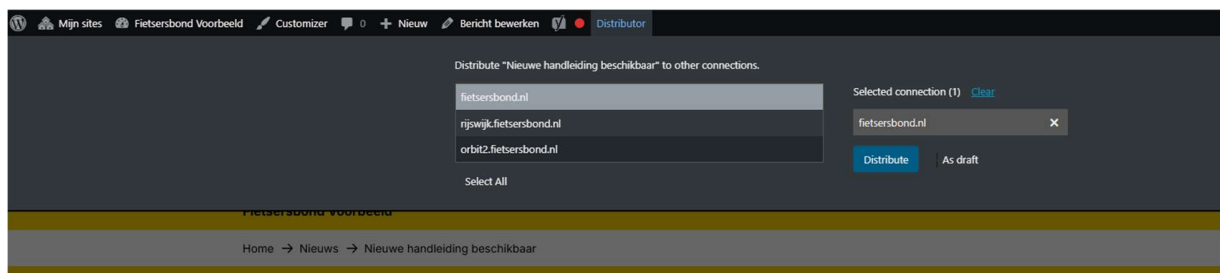 Mijn sites Fietsersbond Voorbeeld Customizer 0 Nieuw Bericht bewerken Distributor
Distribute "Nieuwe handleiding beschikbaar" to other connections.
fietsersbond.nl
rijswijk.fietsersbond.nl
orbit2.fietsersbond.nl
Select All
Selected connection (1) Clear
fietsersbond.nl ×
Distribute As draft
Fietsersbond Voorbeeld
Home → Nieuws → Nieuwe handleiding beschikbaar